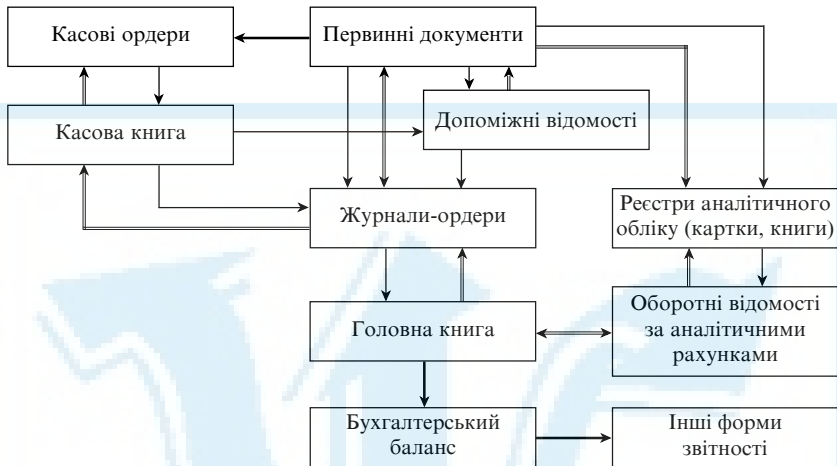 Касові ордери
Первинні документи
Касова книга
Допоміжні відомості
Журнали-ордери
Реєстри аналітичного
обліку (картки, книги)
Головна книга
Оборотні відомості
за аналітичними
рахунками
Бухгалтерський
баланс
Інші форми
звітності